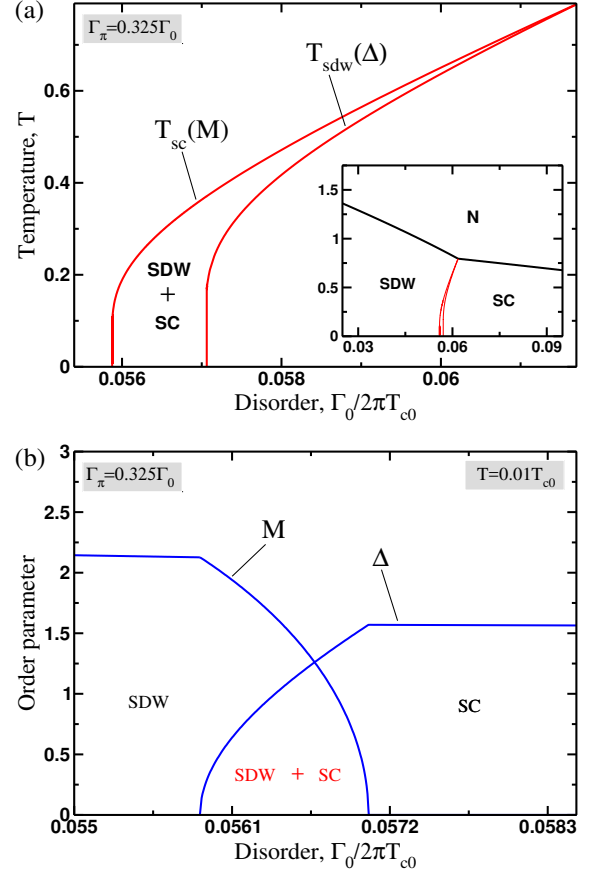 (a)
Γπ=0.325Γ0
Tsdw(Δ)
Tsc(M)
Temperature, T
0.6
0.4
0.2
0
SDW
+
SC
1.5
1
0.5
0
N
SDW
SC
0.03 0.06 0.09
0.056 0.058 0.06
Disorder, Γ0/2πTc0
(b)
Γπ=0.325Γ0
T=0.01Tc0
M
Δ
Order parameter
3
2.5
2
1.5
1
0.5
0
SDW
SC
SDW + SC
0.055 0.0561 0.0572 0.0583
Disorder, Γ0/2πTc0